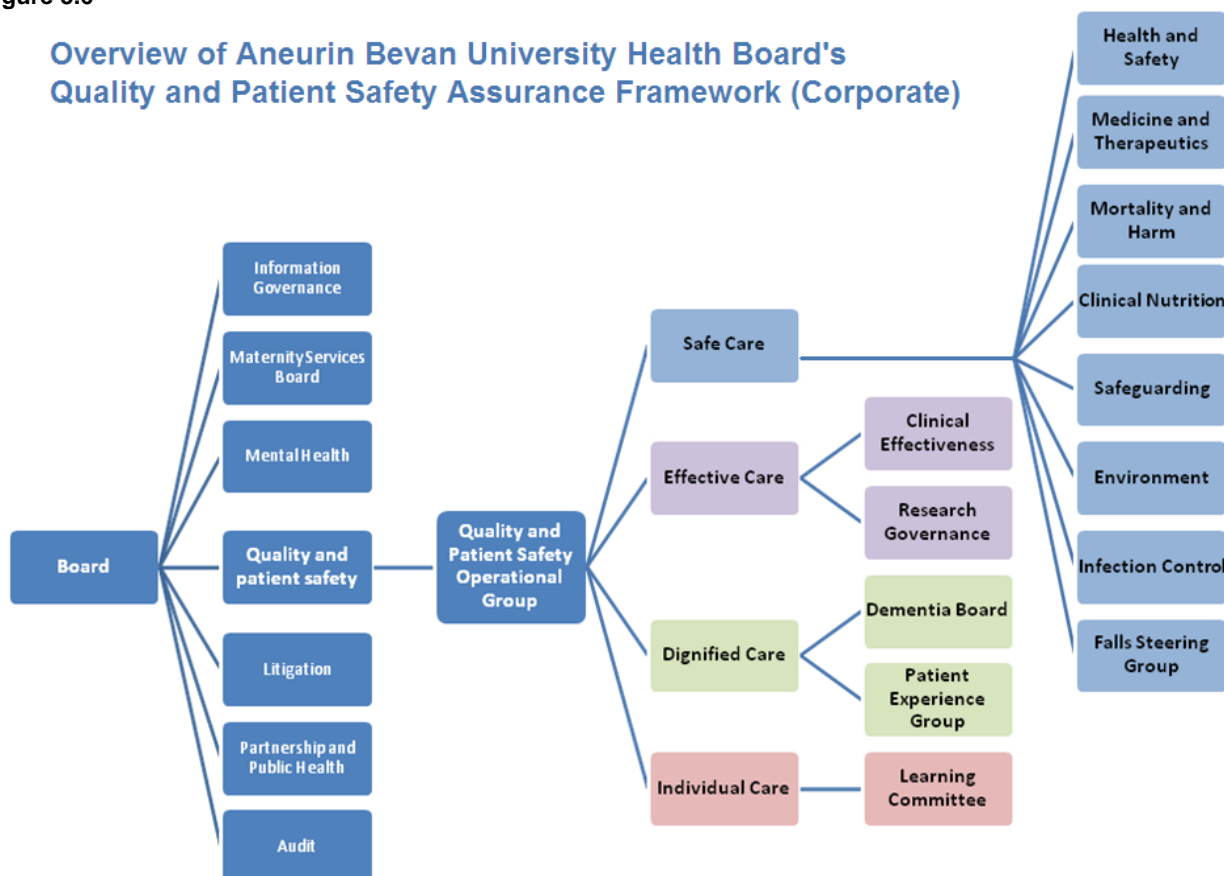 Overview of Aneurin Bevan University Health Board's
Quality and Patient Safety Assurance Framework (Corporate)
Board
Information
Governance
Maternity Services
Board
Mental Health
Quality and
patient safety
Litigation
Partnership and
Public Health
Audit
Quality and
Patient Safety
Operational
Group
Safe Care
Effective Care
Dignified Care
Individual Care
Clinical
Effectiveness
Research
Governance
Dementia Board
Patient
Experience
Group
Learning
Committee
Health and
Safety
Medicine and
Therapeutics
Mortality and
Harm
Clinical Nutrition
Safeguarding
Environment
Infection Control
Falls Steering
Group